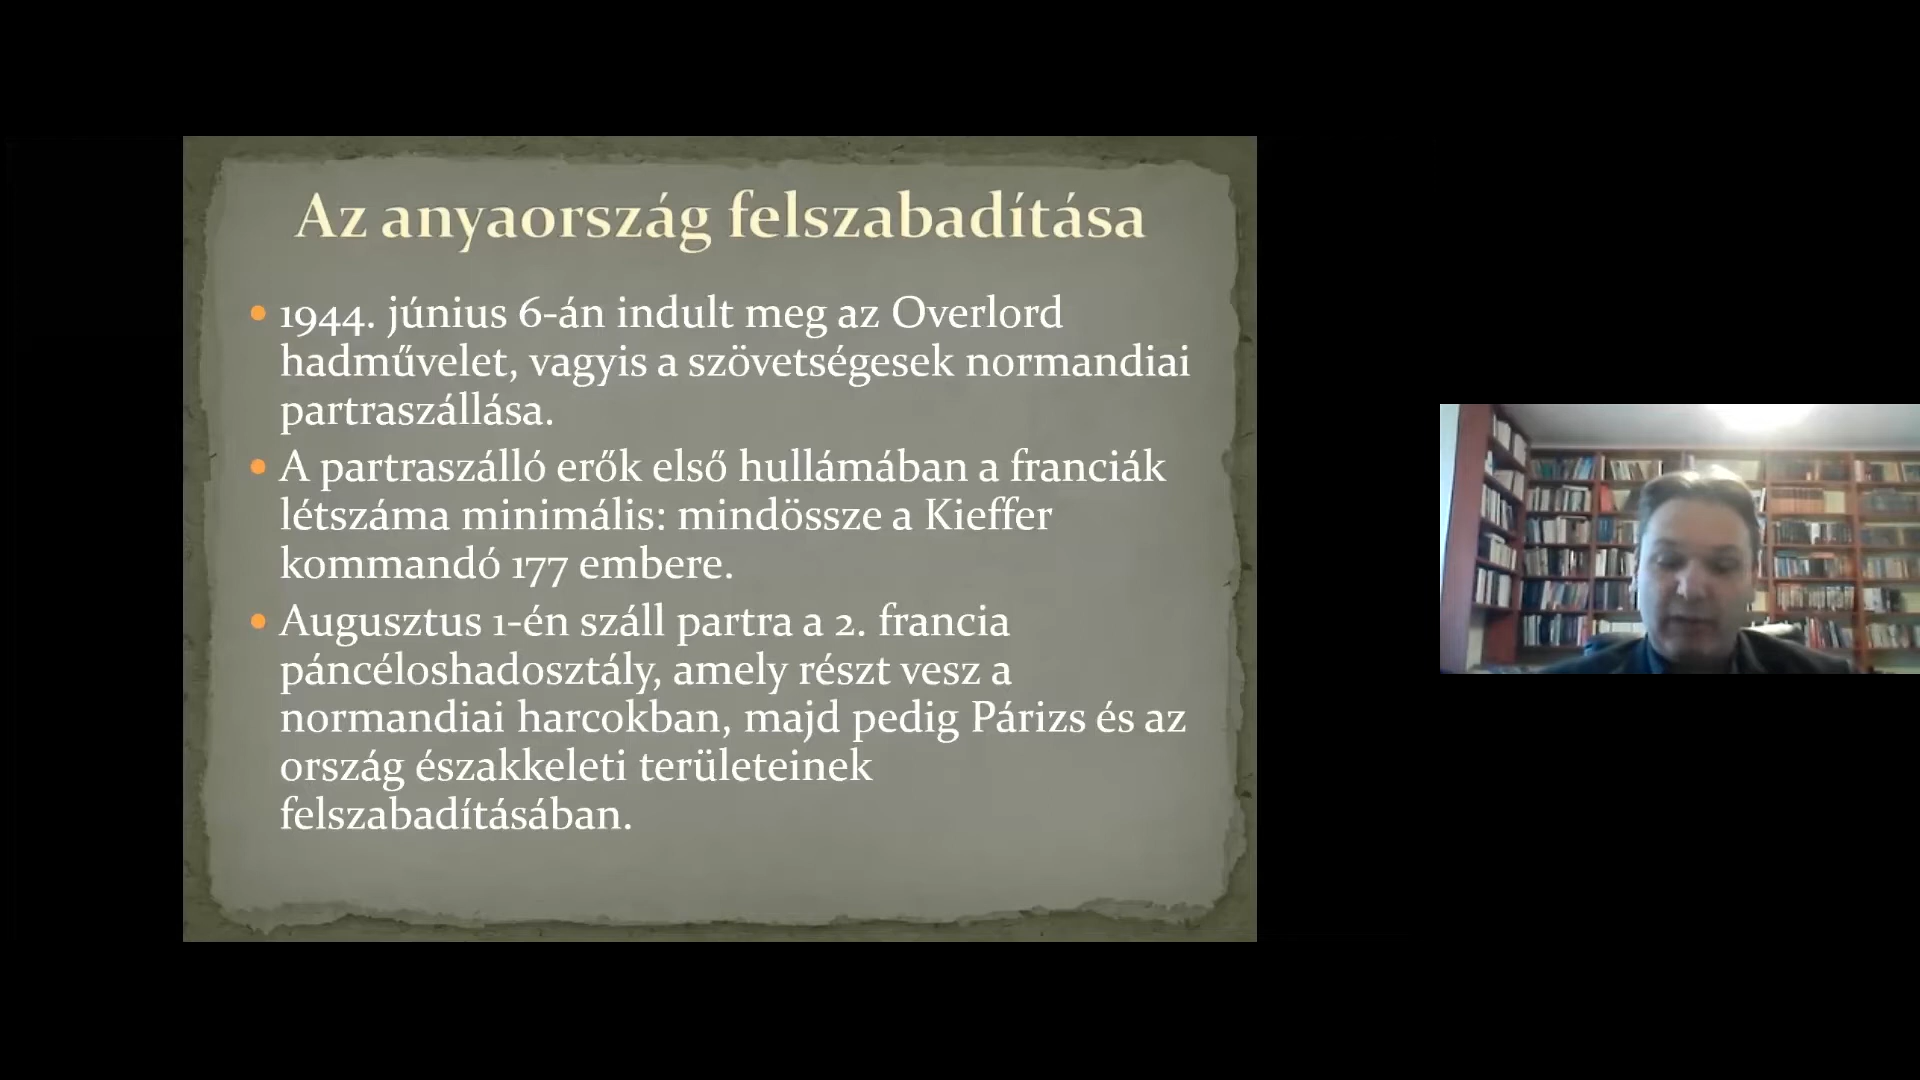 Az anyaország felszabadítása
• 1944. június 6-án indult meg az Overlord
hadművelet, vagyis a szövetségesek normandiai
partraszállása.
• A partraszálló erők első hullámában a franciák
létszáma minimális: mindössze a Kieffer
kommandó 177 embere.
• Augusztus 1-én száll partra a 2. francia
páncéloshadosztály, amely részt vesz a
normandiai harcokban, majd pedig Párizs és az
ország északkeleti területeinek
felszabadításában.